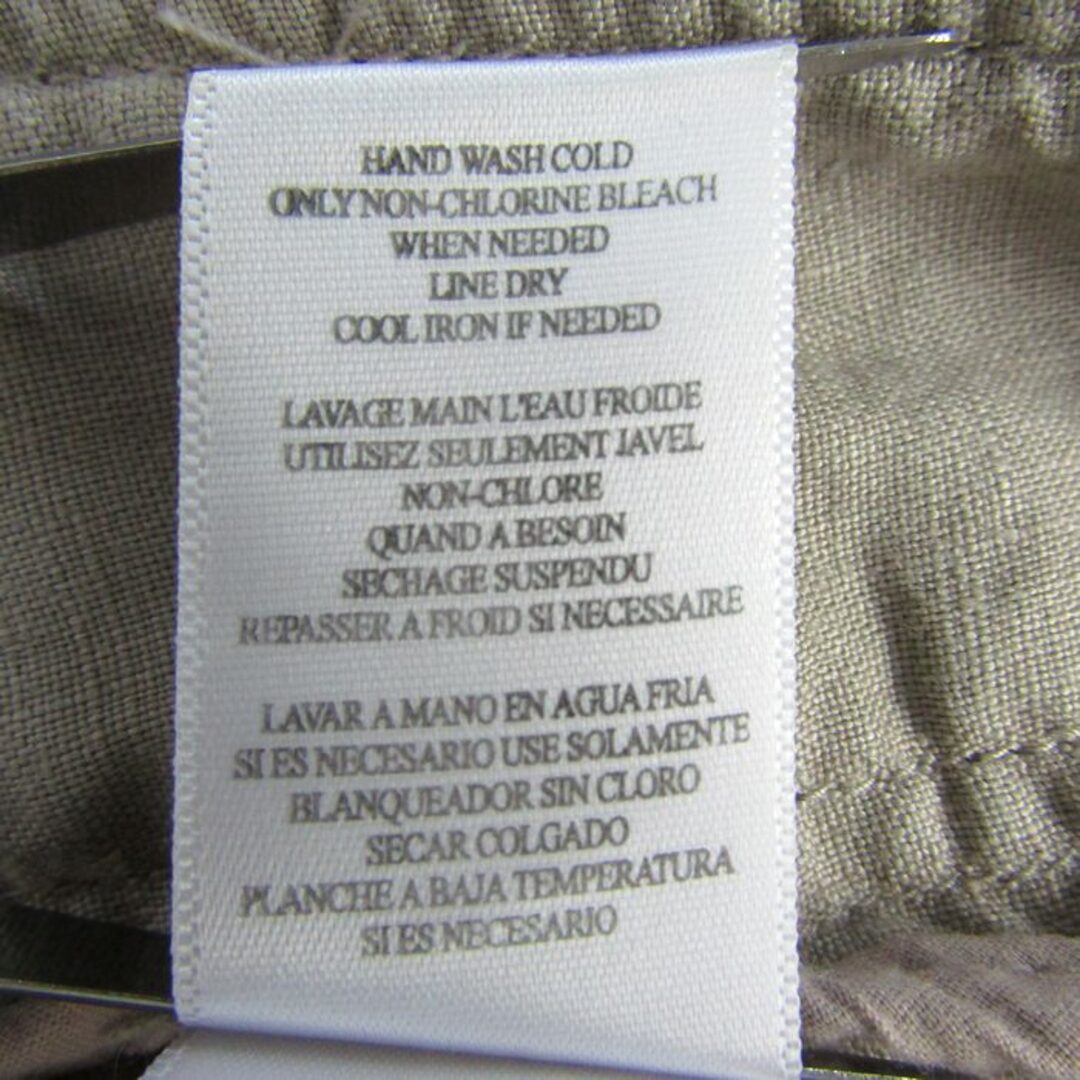 HAND WASH COLD
ONLY NON-CHLORINE BLEACH
WHEN NEEDED
LINE DRY
COOL IRON IF NEEDED
LAVAGE MAIN L'EAU FROIDE
UTILISEZ SEULEMENT JAVEL
NON-CHLORE
QUAND A BESOIN
SECHAGE SUSPENDU
REPASSER A FROID SI NECESSAIRE
LAVAR A MANO EN AGUA FRIA
SI ES NECESARIO USE SOLAMENTE
BLANQUEADOR SIN CLORO
SECAR COLGADO
PLANCHE A BAJA TEMPERATURA
SI ES NECESARIO